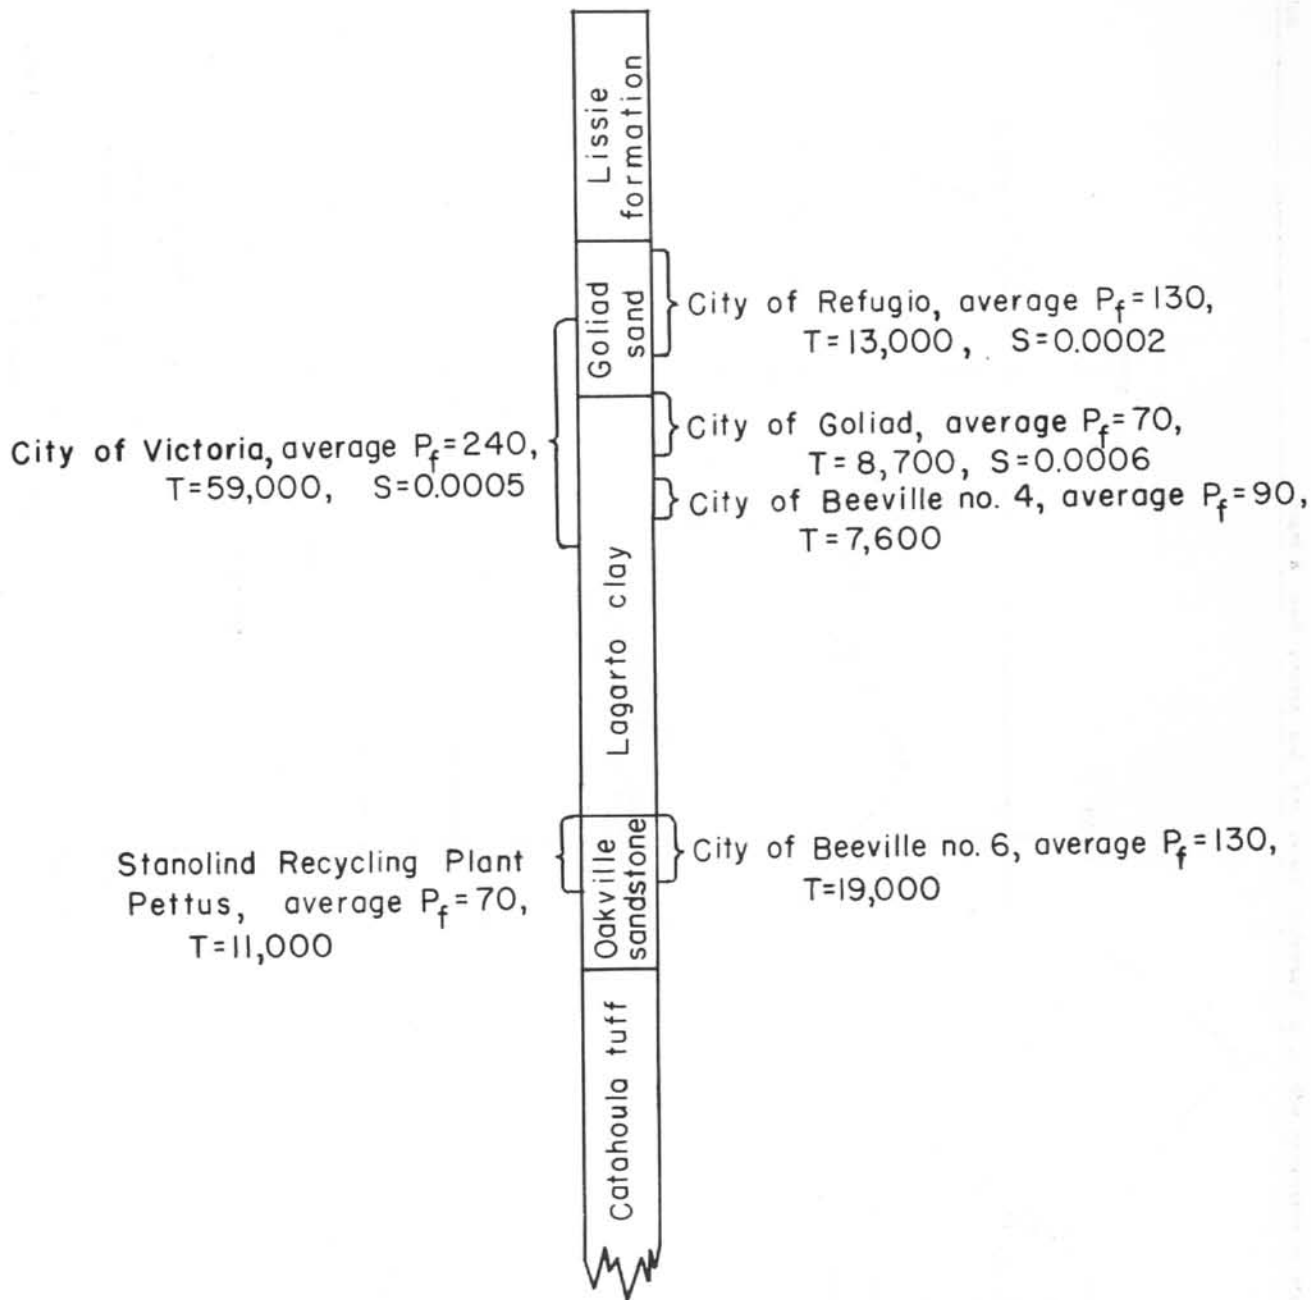 Lissie
formation
Goliad
sand
City of Refugio, average Pf=130,
T=13,000, S=0.0002
City of Goliad, average Pf=70,
T=8,700, S=0.0006
City of Victoria, average Pf=240,
T=59,000, S=0.0005
City of Beeville no. 4, average Pf=90,
T=7,600
Lagarto clay
Stanolind Recycling Plant
Pettus, average Pf=70,
T=11,000
Oakville
sandstone
City of Beeville no. 6, average Pf=130,
T=19,000
Catahoula tuff